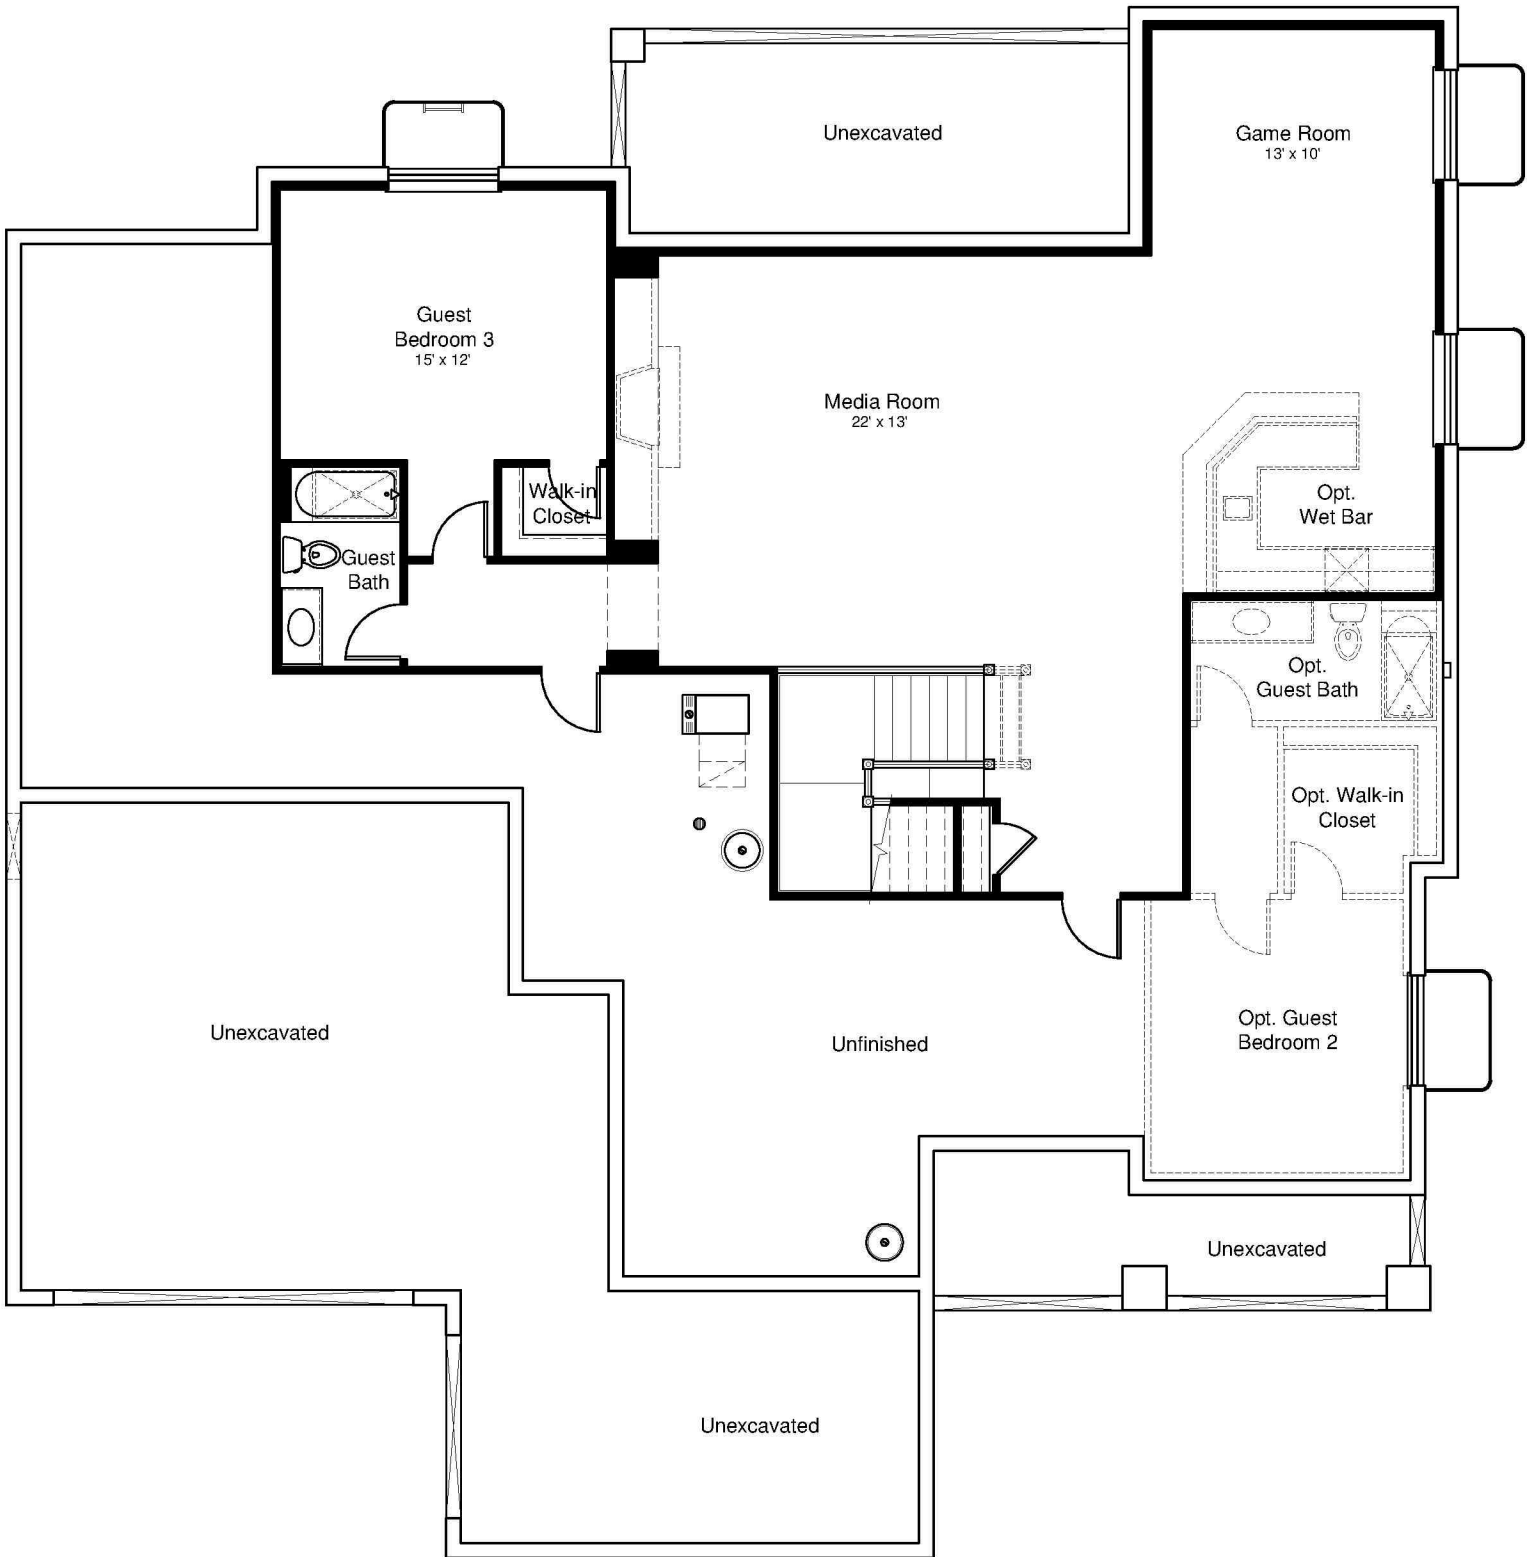 Unexcavated
Game Room
13' x 10'
Guest
Bedroom 3
15' x 12'
Media Room
22' x 13'
Walk-in
Closet
Opt.
Wet Bar
Guest
Bath
Opt.
Guest Bath
Opt. Walk-in
Closet
Unexcavated
Unfinished
Opt. Guest
Bedroom 2
Unexcavated
Unexcavated